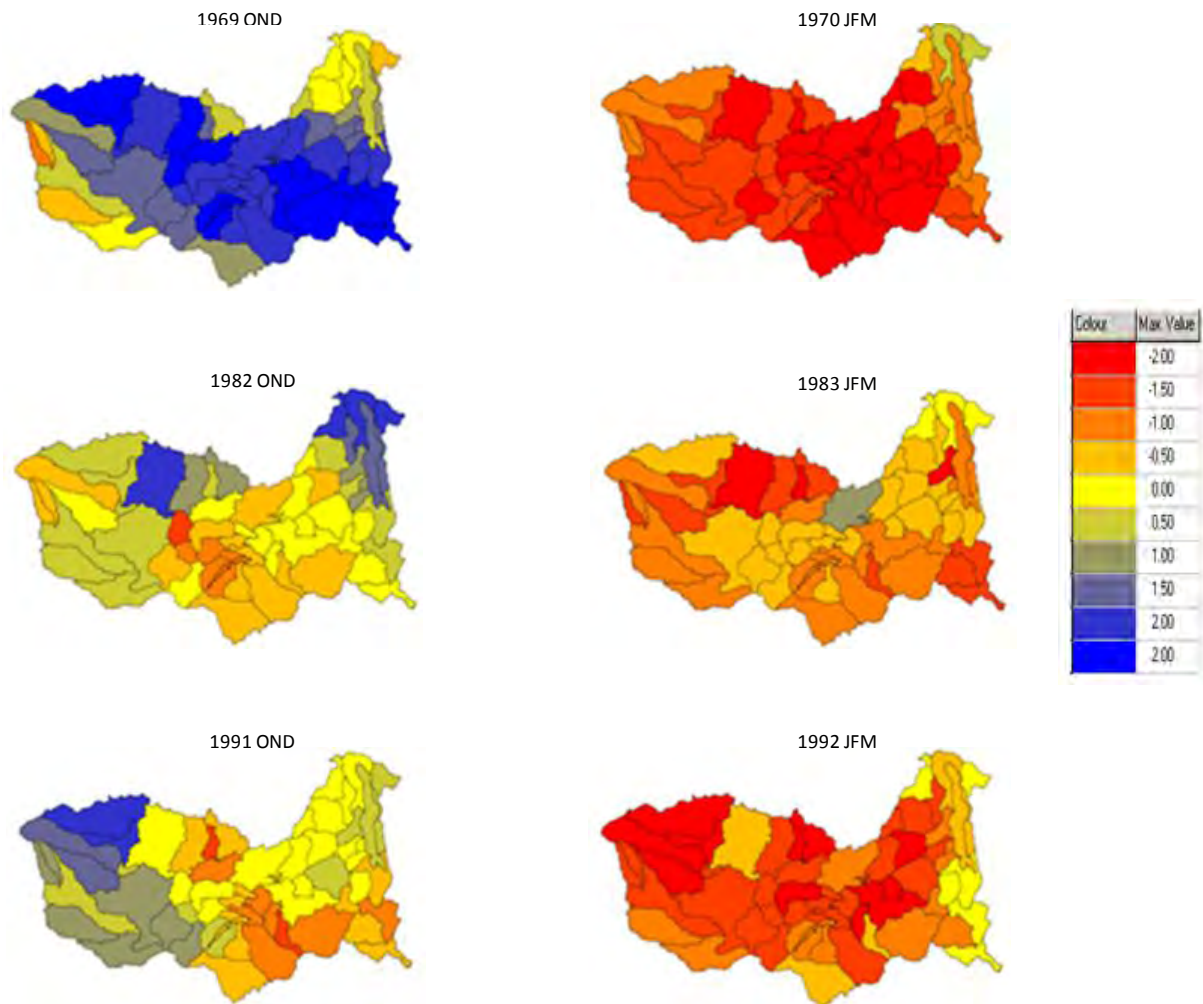 1969 OND
1970 JFM
1982 OND
1983 JFM
Colour Max. Value
-2.00
-1.50
-1.00
-0.50
0.00
0.50
1.00
1.50
2.00
2.00
1991 OND
1992 JFM